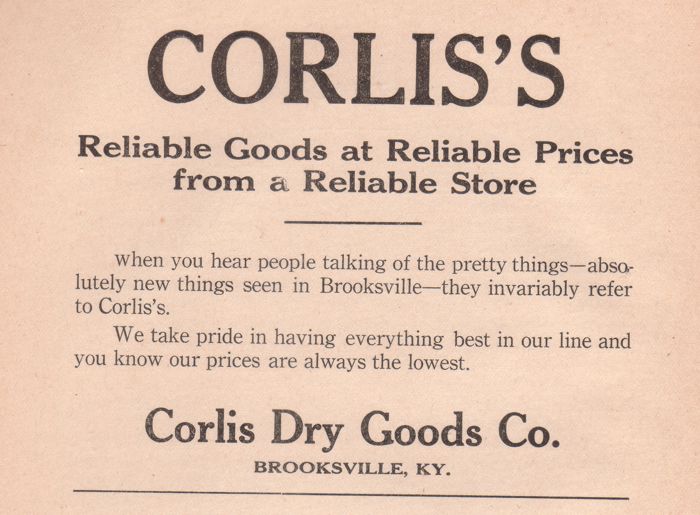 CORLIS'S
Reliable Goods at Reliable Prices
from a Reliable Store
When you hear people talking of the pretty things—abso-
lutely new things seen in Brooksville—they invariably refer
to Corlis's.
We take pride in having everything best in our line and
you know our prices are always the lowest.
Corlis Dry Goods Co.
BROOKSVILLE, KY.